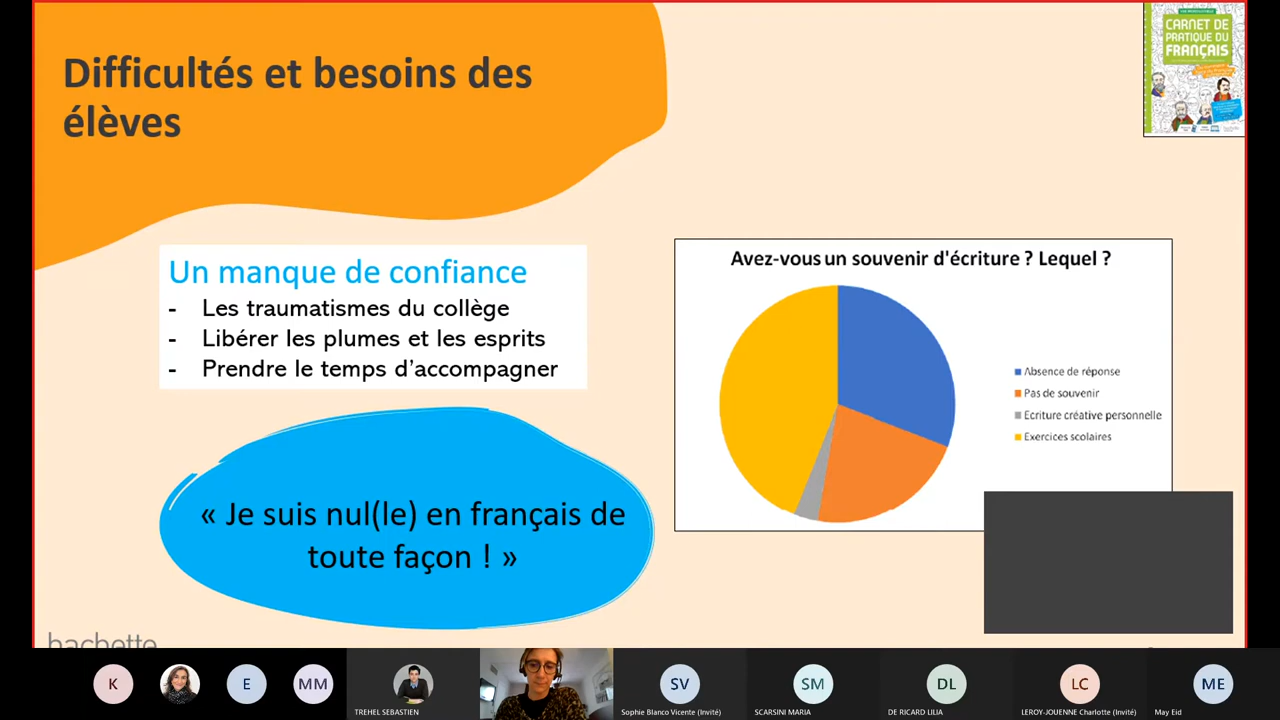 Difficultés et besoins des
élèves
CARNET DE
PRATIQUE DU
FRANÇAIS
Un manque de confiance
- Les traumatismes du collège
- Libérer les plumes et les esprits
- Prendre le temps d’accompagner
« Je suis nul(le) en français de
toute façon ! »
Avez-vous un souvenir d'écriture ? Lequel ?
Absence de réponse
Pas de souvenir
Ecriture créative personnelle
Exercices scolaires
hachette
K
E
MM
SV
SM
DL
LC
ME
TREHEL SEBASTIEN
Sophie Blanco Vicente (Invité)
SCARSINI MARIA
DE RICARD LILIA
LEROY-JOUENNE Charlotte (Invité)
May Eid